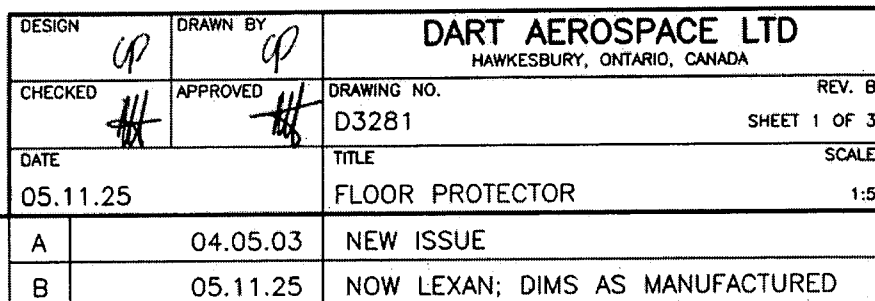 DESIGN
CP
DRAWN BY
CP
DART AEROSPACE LTD
HAWKESBURY, ONTARIO, CANADA
CHECKED
APPROVED
DRAWING NO.
REV. B
D3281
SHEET 1 OF 3
DATE
TITLE
SCALE
05.11.25
FLOOR PROTECTOR
1:5
A 04.05.03 NEW ISSUE
B 05.11.25 NOW LEXAN; DIMS AS MANUFACTURED